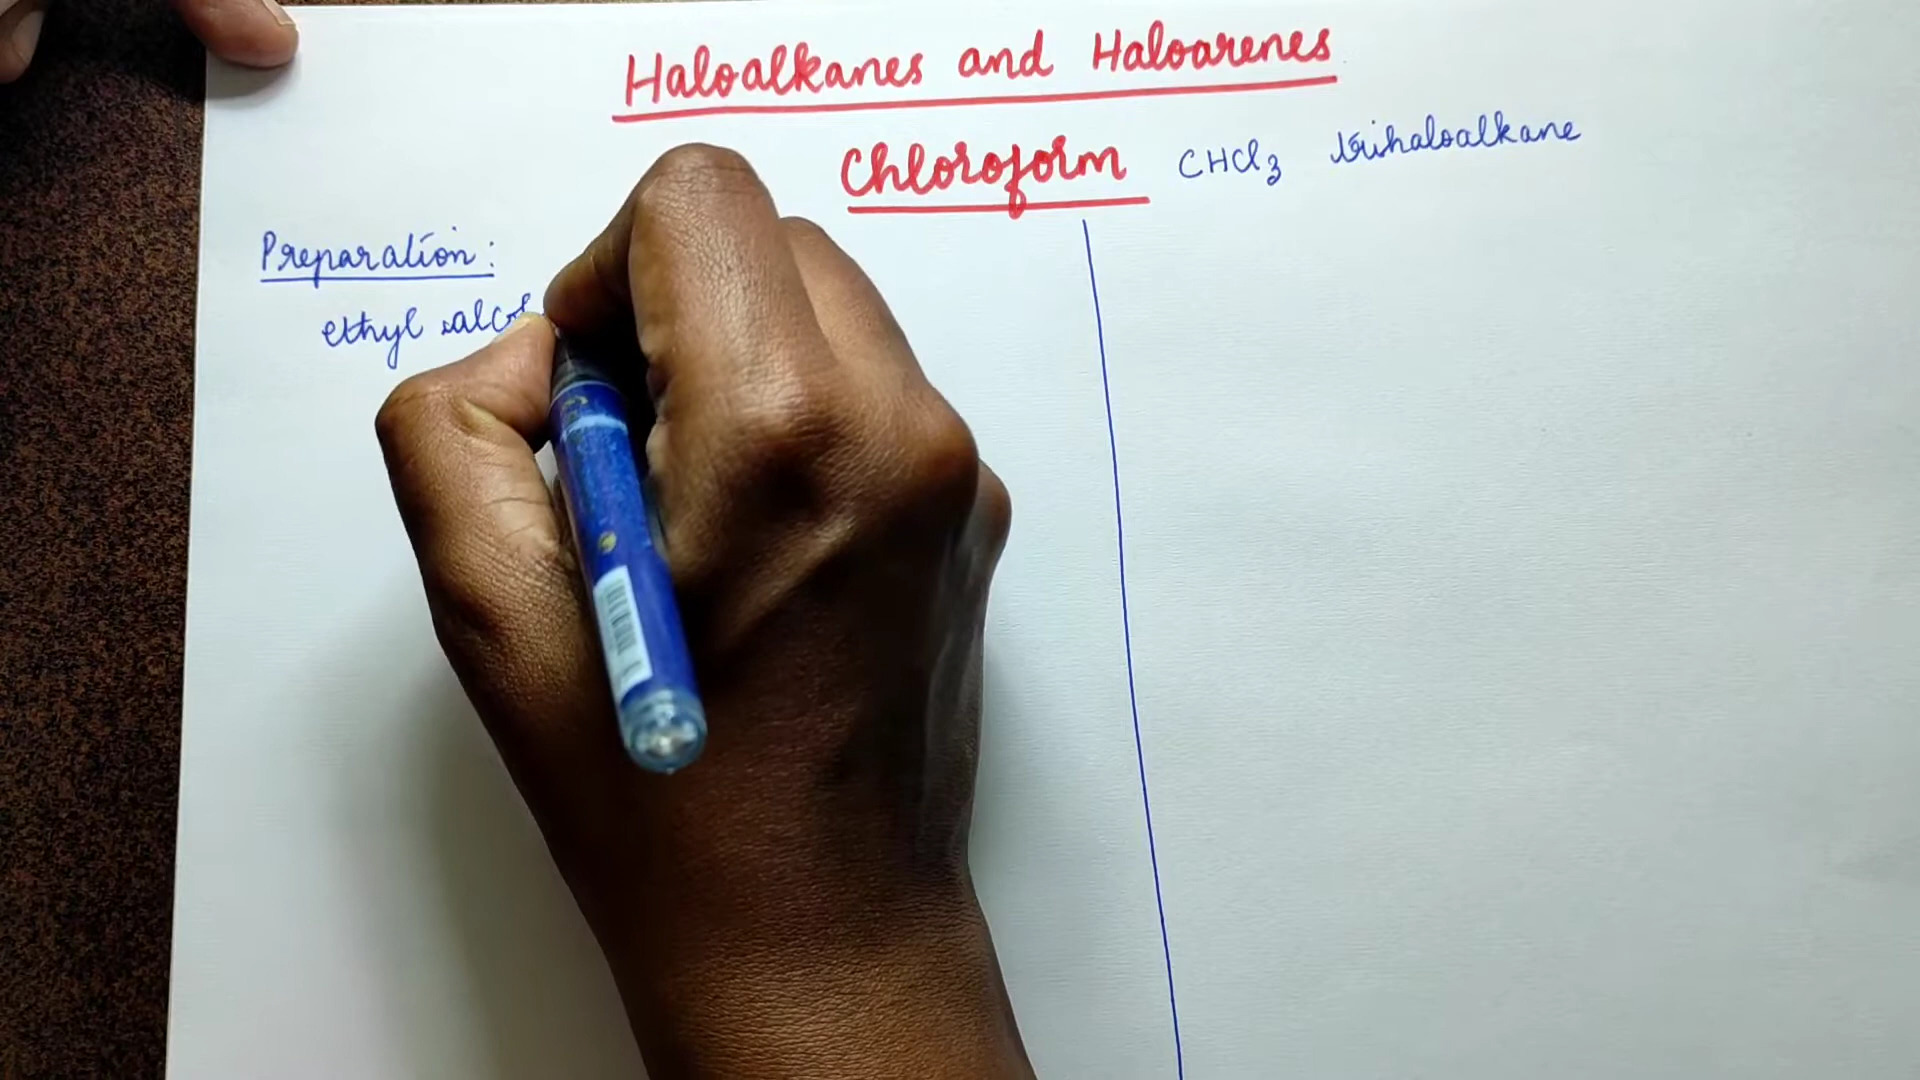 Haloalkanes and Haloarenes
Chloroform CHCl3 trihaloalkane
Preparation:
ethyl